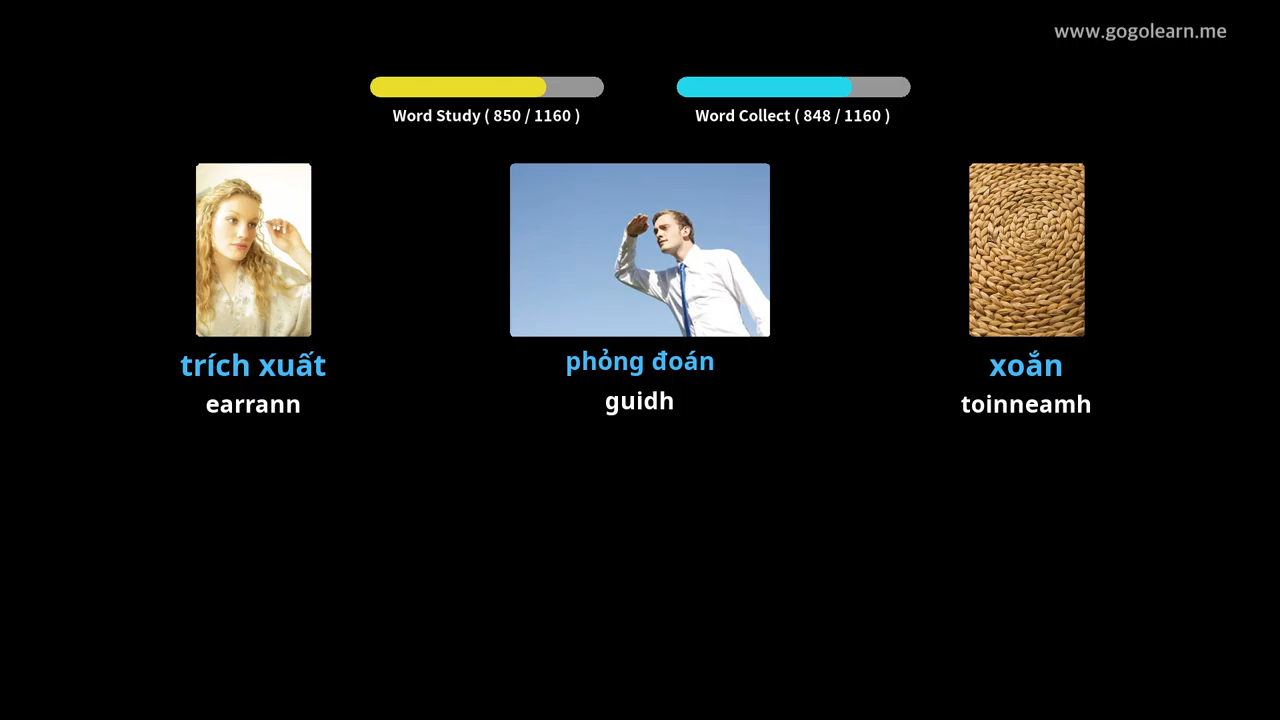 www.gogolearn.me
Word Study ( 850 / 1160 )
Word Collect ( 848 / 1160 )
trích xuất
earrann
phỏng đoán
guidh
xoắn
toinneamh